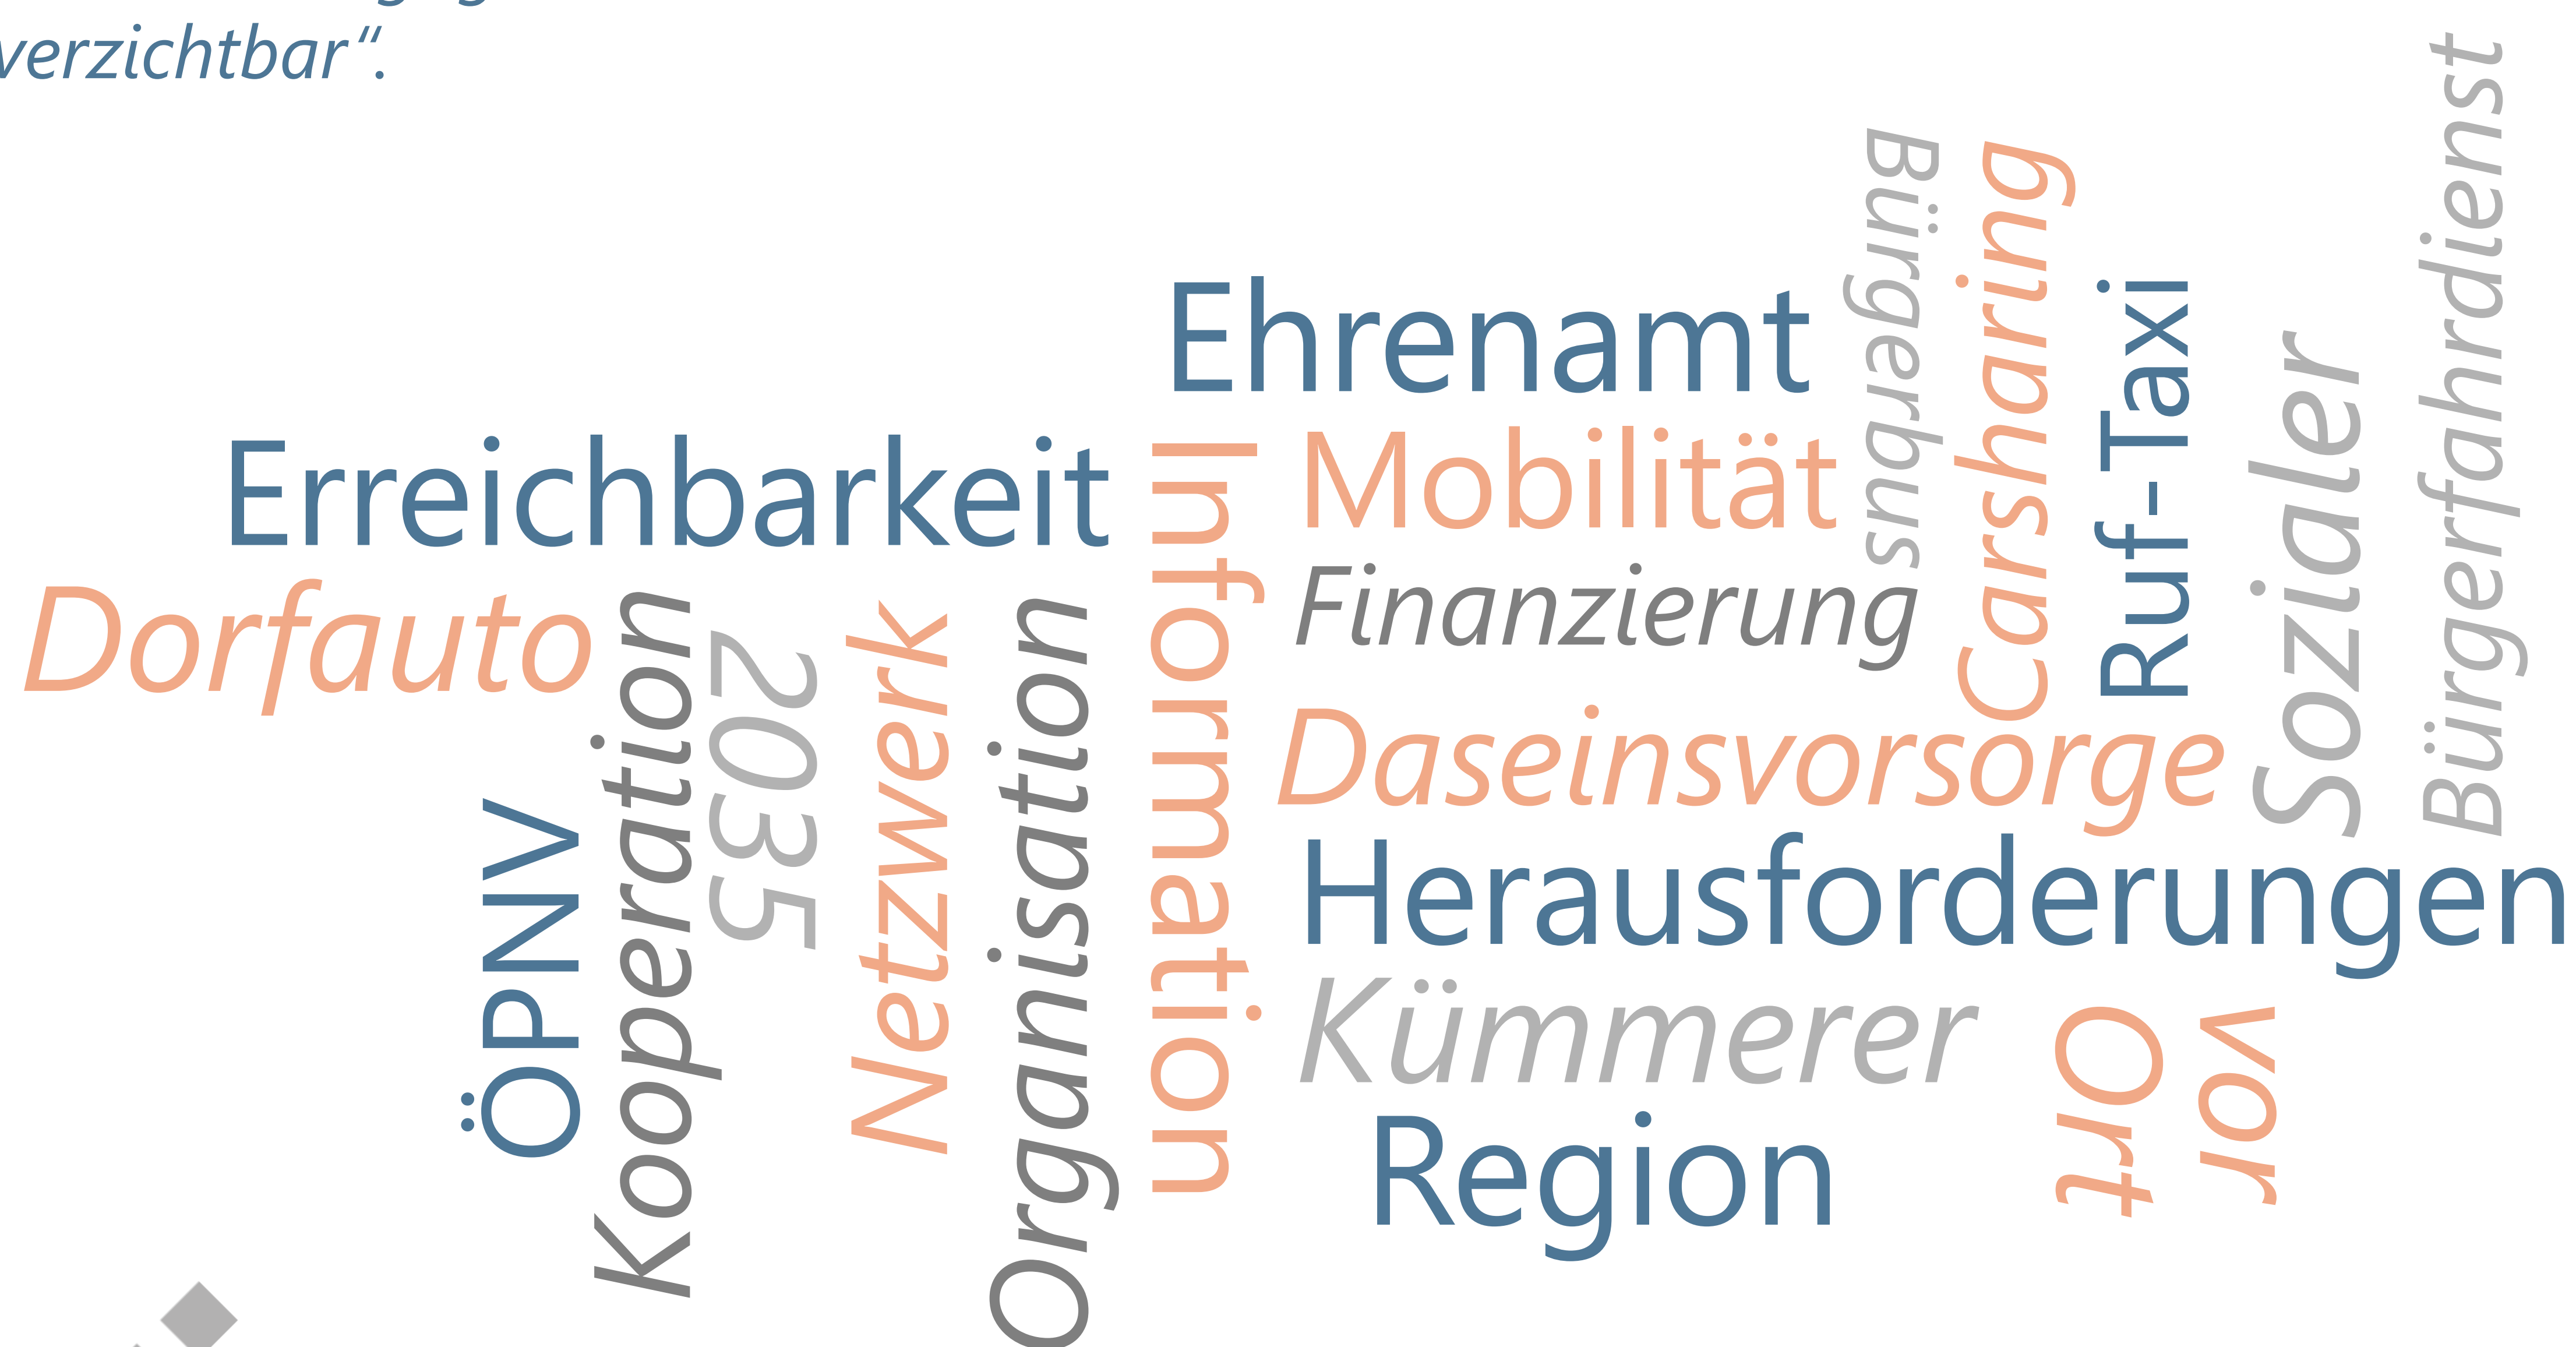 verzichtbar“.
Ehrenamt
Bürgerbus
Carsharing
Ruf-Taxi
Sozialer
Bürgerfahrdienst
Erreichbarkeit
Information
Mobilität
Finanzierung
Dorfauto
ÖPNV
Kooperation
2035
Netzwerk
Organisation
Daseinsvorsorge
Herausforderungen
Kümmerer
vor
Ort
Region